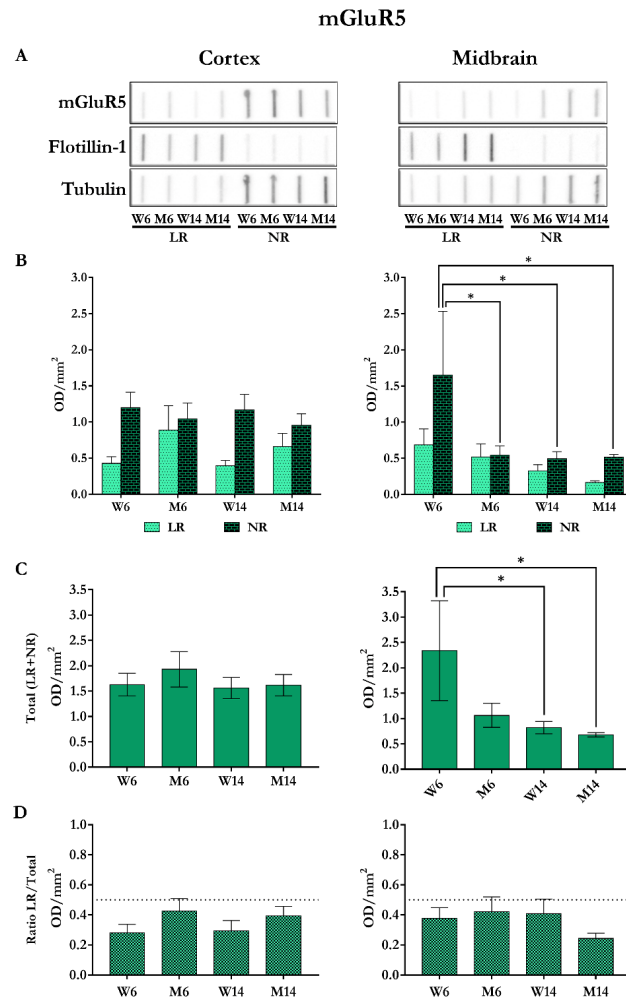 mGluR5
A
Cortex
Midbrain
mGluR5
Flotillin-1
Tubulin
W6 M6 W14 M14 W6 M6 W14 M14
LR NR
W6 M6 W14 M14 W6 M6 W14 M14
LR NR
B
OD/mm²
3.0
2.5
2.0
1.5
1.0
0.5
0.0
W6 M6 W14 M14
LR NR
OD/mm²
3.0
2.5
2.0
1.5
1.0
0.5
0.0
* * *
W6 M6 W14 M14
LR NR
C
Total (LR+NR)
OD/mm²
3.5
3.0
2.5
2.0
1.5
1.0
0.5
0.0
W6 M6 W14 M14
OD/mm²
3.5
3.0
2.5
2.0
1.5
1.0
0.5
0.0
* *
W6 M6 W14 M14
D
Ratio LR/Total
OD/mm²
1.0
0.8
0.6
0.4
0.2
0.0
W6 M6 W14 M14
OD/mm²
1.0
0.8
0.6
0.4
0.2
0.0
W6 M6 W14 M14